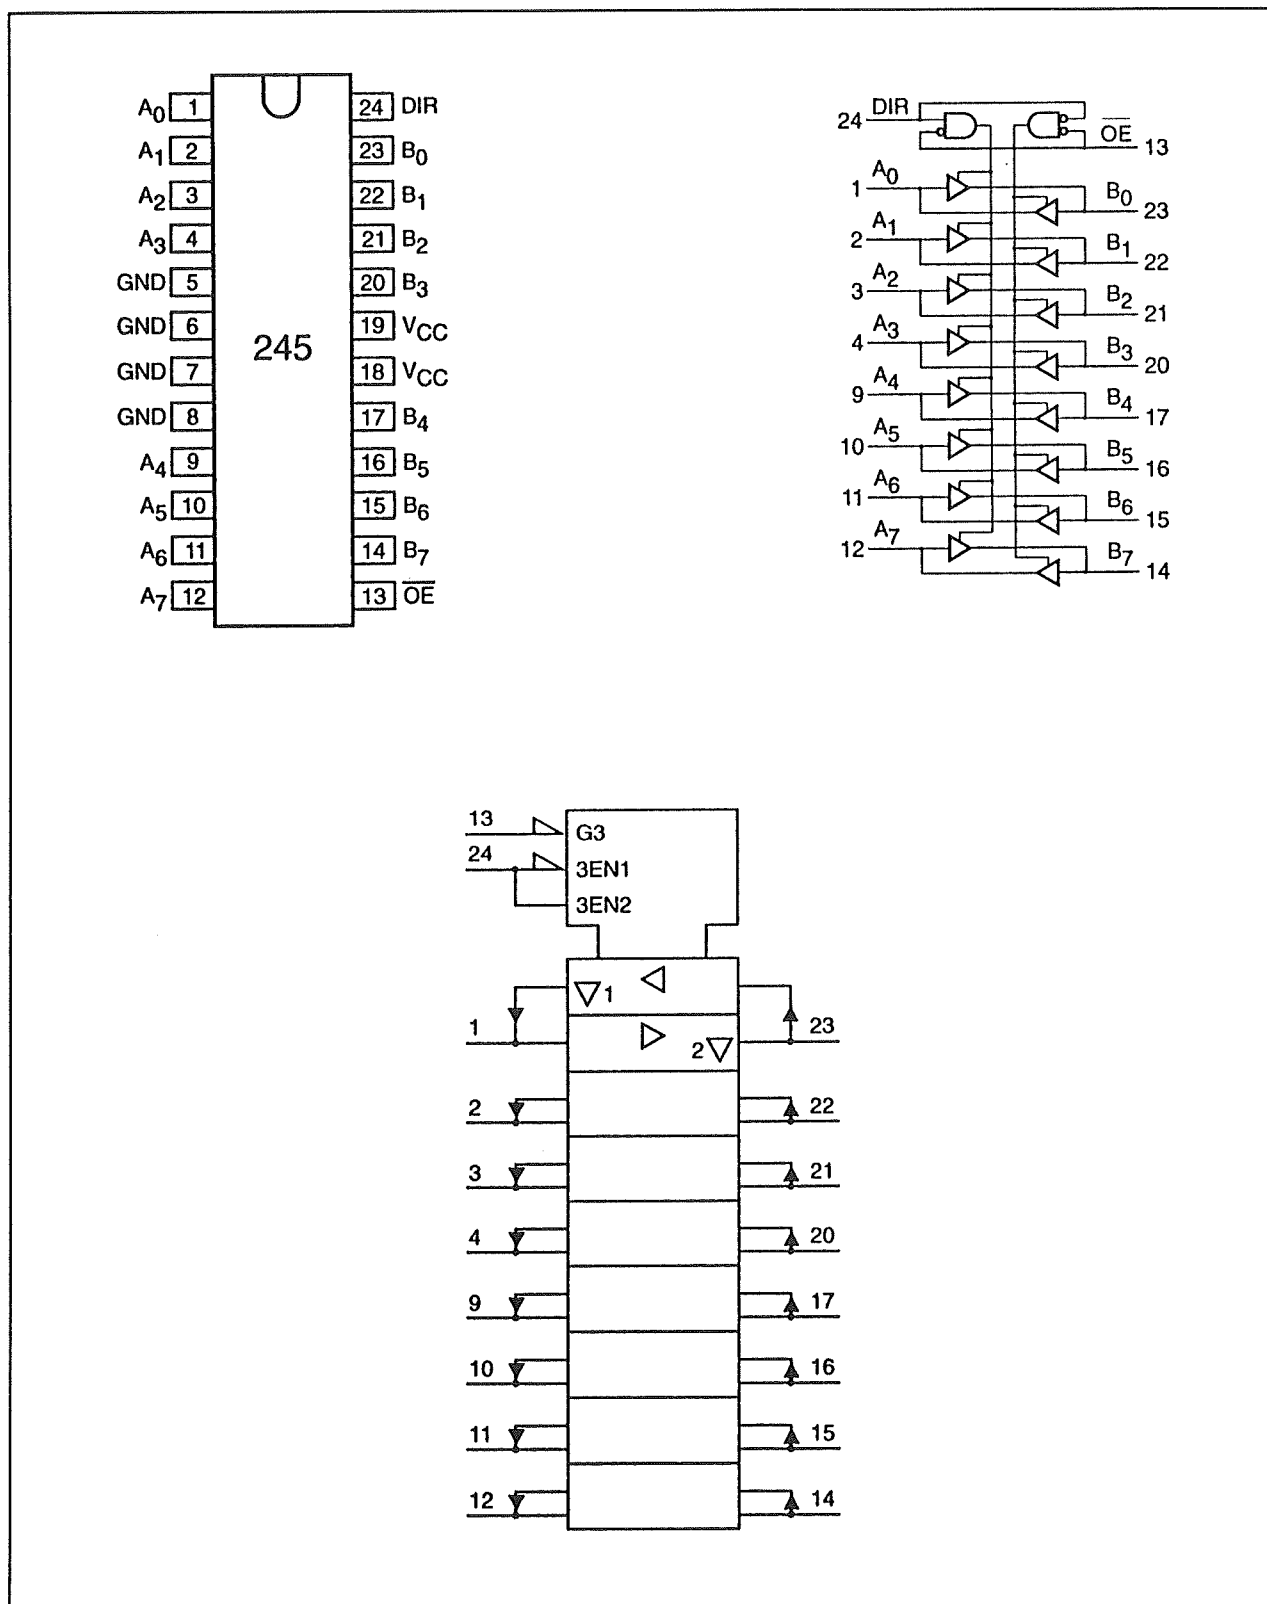 A0 1 24 DIR
A1 2 23 B0
A2 3 22 B1
A3 4 21 B2
GND 5 20 B3
GND 6 19 VCC
245
GND 7 18 VCC
GND 8 17 B4
A4 9 16 B5
A5 10 15 B6
A6 11 14 B7
A7 12 13 O̅E̅
24 DIR
O̅E̅ 13
1 A0 B0 23
2 A1 B1 22
3 A2 B2 21
4 A3 B3 20
9 A4 B4 17
10 A5 B5 16
11 A6 B6 15
12 A7 B7 14
13 G3
24 3EN1
3EN2
1
1 23
2
2 22
3 21
4 20
9 17
10 16
11 15
12 14